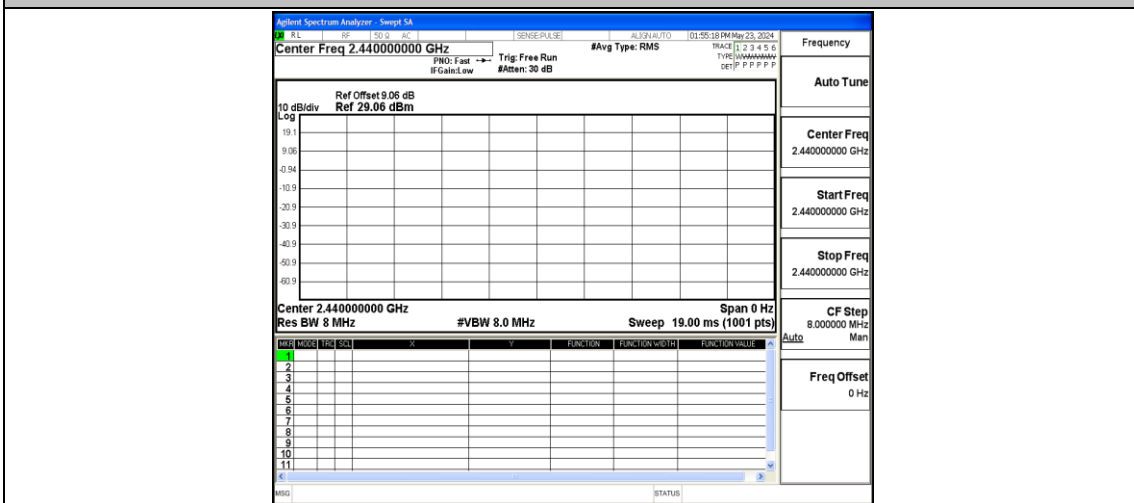 Agilent Spectrum Analyzer - Swept SA
RL RF 50 Ω AC SENSE:PULSE ALIGN AUTO 01:55:18 PM May 23, 2024
Center Freq 2.440000000 GHz
PNO: Fast
IFGain:Low
Trig: Free Run
#Atten: 30 dB
#Avg Type: RMS
TRACE 1 2 3 4 5 6
TYPE
DET P P P P P P
Ref Offset 9.06 dB
10 dB/div Ref 29.06 dBm
Log
19.1
9.06
-0.94
-10.9
-20.9
-30.9
-40.9
-50.9
-60.9
Center 2.440000000 GHz Span 0 Hz
Res BW 8 MHz #VBW 8.0 MHz Sweep 19.00 ms (1001 pts)
MKR MODE TRC SCL X Y FUNCTION FUNCTION WIDTH FUNCTION VALUE
1
2
3
4
5
6
7
8
9
10
11
MSG STATUS
Frequency
Auto Tune
Center Freq
2.440000000 GHz
Start Freq
2.440000000 GHz
Stop Freq
2.440000000 GHz
CF Step
8.000000 MHz
Auto Man
Freq Offset
0 Hz